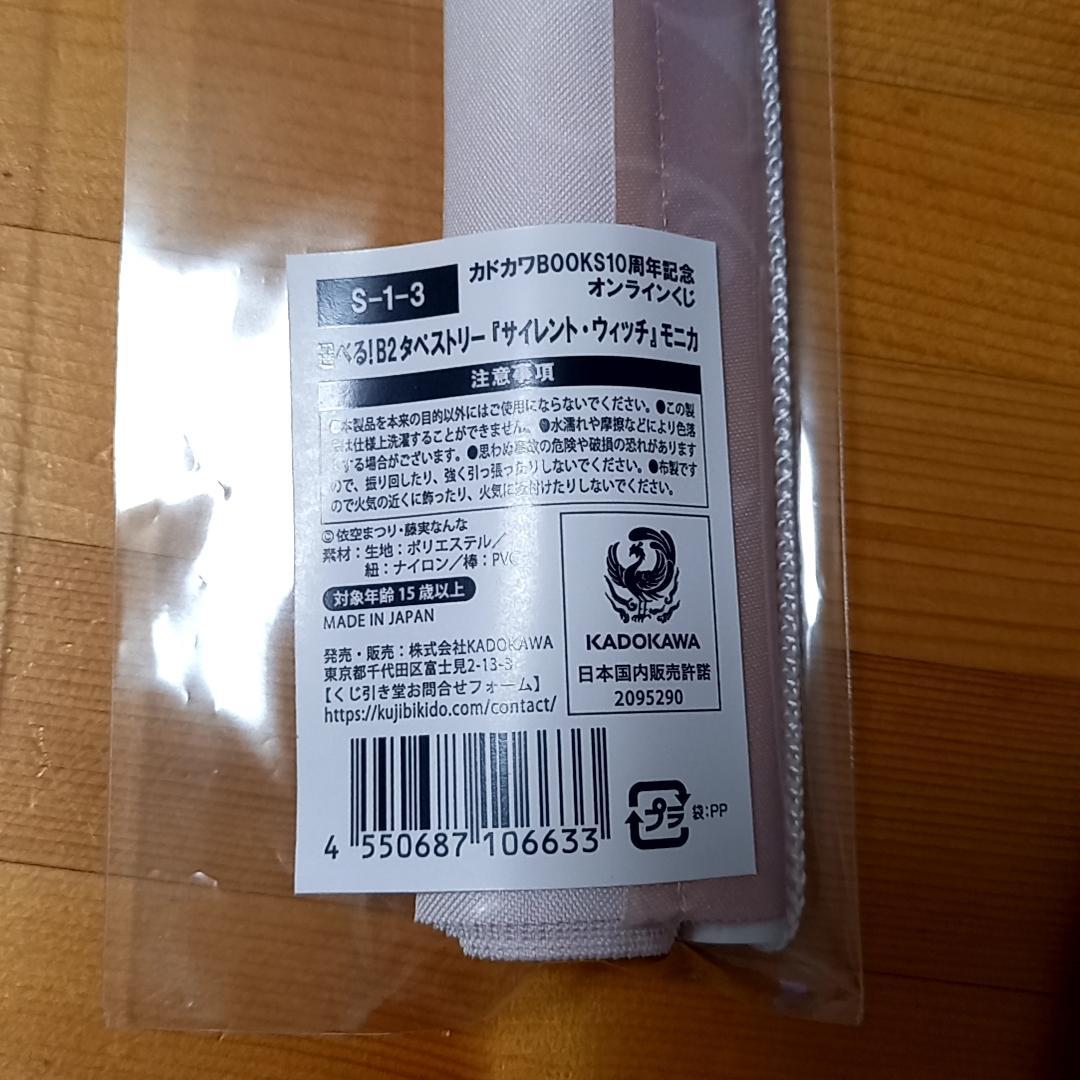 S-1-3
カドカワBOOKS10周年記念
オンラインくじ
選べる!B2タペストリー『サイレント・ウィッチ』モニカ
注意事項
●本製品を本来の目的以外にはご使用にならないでください。●この製
品は仕様上洗濯することができません。●水濡れや摩擦などにより色落
ちする場合がございます。●思わぬ事故の危険や破損の恐れがあります
ので、振り回したり、強く引っ張ったりしないでください。●布製です
ので火気の近くに飾ったり、火気に近付けたりしないでください。
©依空まつり・藤実なんな
素材:生地:ポリエステル/
紐:ナイロン/棒:PVC
対象年齢15歳以上
MADE IN JAPAN
発売・販売:株式会社KADOKAWA
東京都千代田区富士見2-13-3
【くじ引き堂お問合せフォーム】
https://kujibikido.com/contact/
KADOKAWA
日本国内販売許諾
2095290
4 550687 106633
プラ
袋:PP